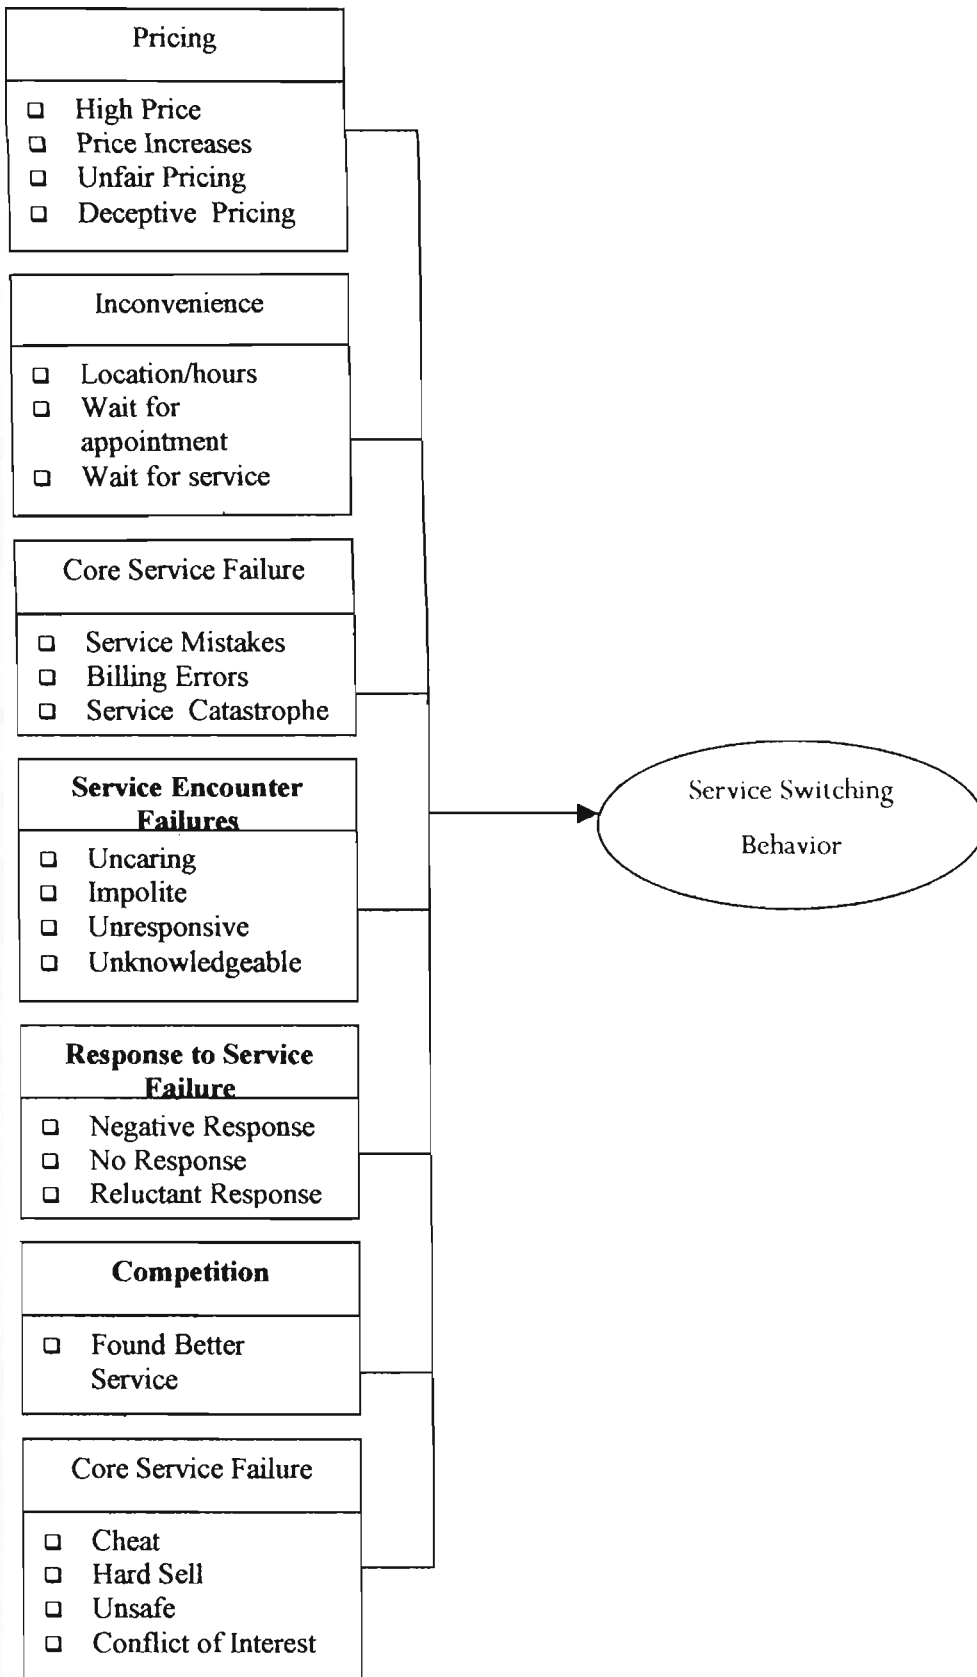 Pricing
❑ High Price
❑ Price Increases
❑ Unfair Pricing
❑ Deceptive Pricing
Inconvenience
❑ Location/hours
❑ Wait for
appointment
❑ Wait for service
Core Service Failure
❑ Service Mistakes
❑ Billing Errors
❑ Service Catastrophe
Service Encounter
Failures
❑ Uncaring
❑ Impolite
❑ Unresponsive
❑ Unknowledgeable
Response to Service
Failure
❑ Negative Response
❑ No Response
❑ Reluctant Response
Competition
❑ Found Better
Service
Core Service Failure
❑ Cheat
❑ Hard Sell
❑ Unsafe
❑ Conflict of Interest
Service Switching
Behavior